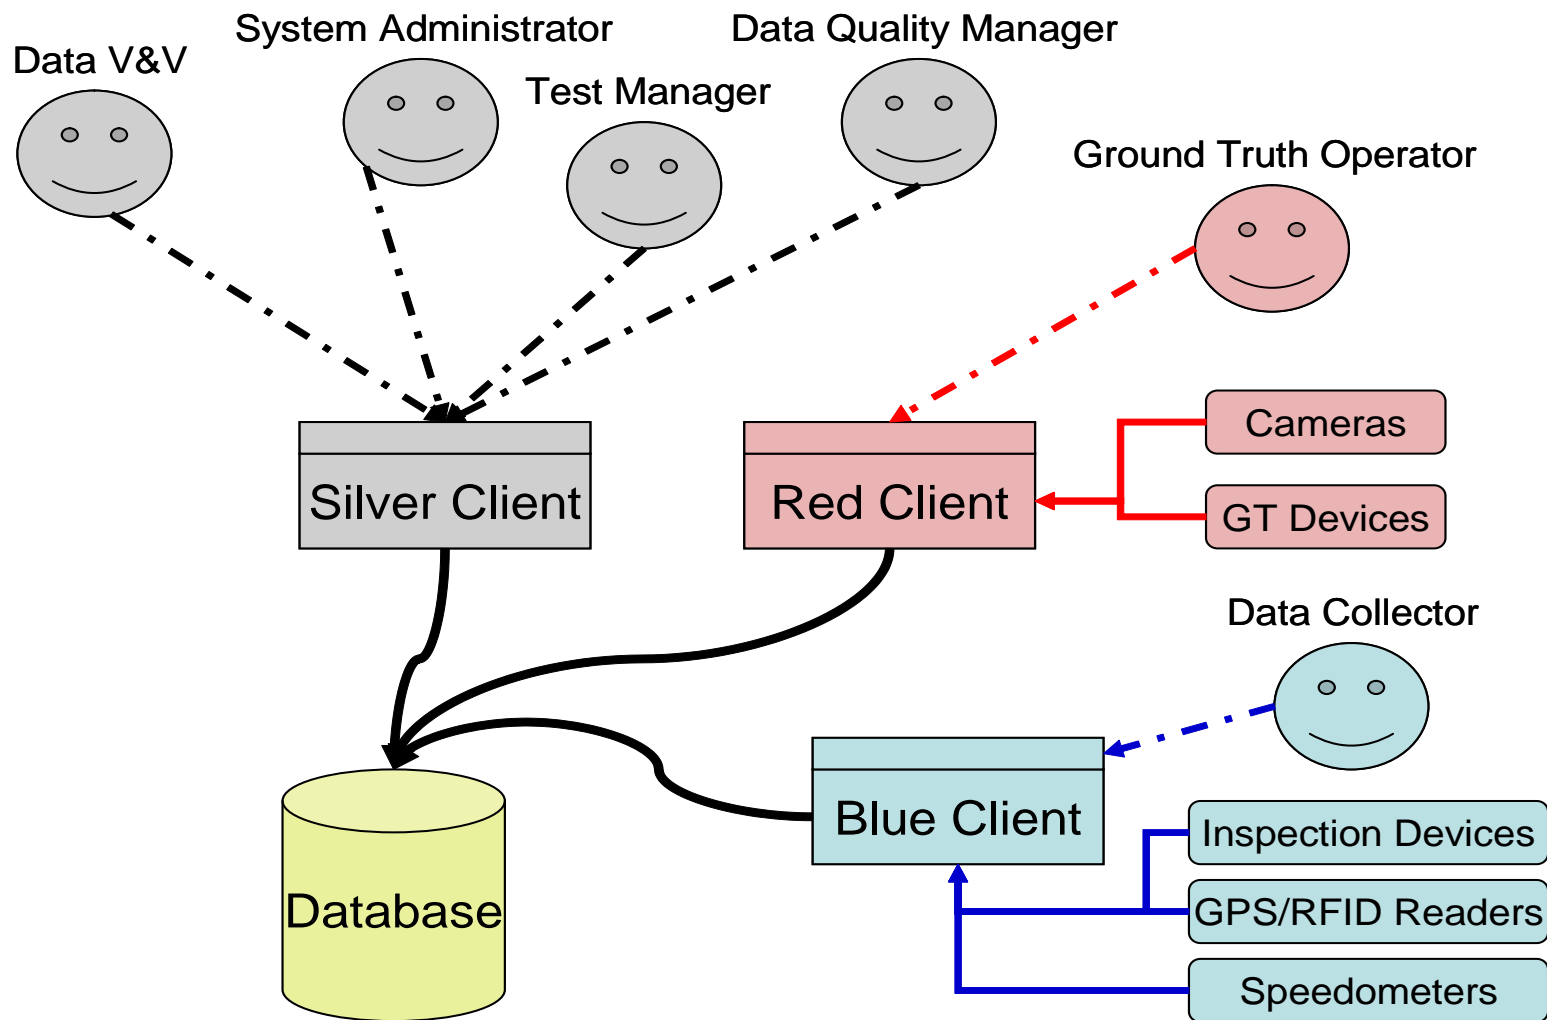 System Administrator
Data Quality Manager
Data V&V
Test Manager
Ground Truth Operator
Cameras
Silver Client
Red Client
GT Devices
Data Collector
Blue Client
Inspection Devices
Database
GPS/RFID Readers
Speedometers